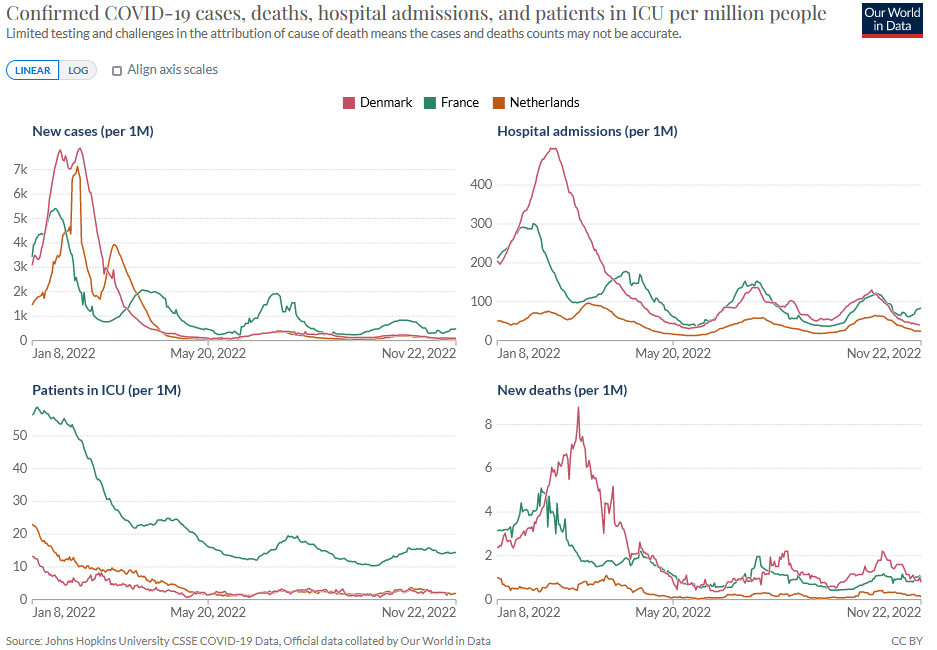 Confirmed COVID-19 cases, deaths, hospital admissions, and patients in ICU per million people
Limited testing and challenges in the attribution of cause of death means the cases and deaths counts may not be accurate.
Our World
in Data
LINEAR LOG Align axis scales
Denmark France Netherlands
New cases (per 1M)
7k
6k
5k
4k
3k
2k
1k
0
Jan 8, 2022 May 20, 2022 Nov 22, 2022
Hospital admissions (per 1M)
400
300
200
100
0
Jan 8, 2022 May 20, 2022 Nov 22, 2022
Patients in ICU (per 1M)
50
40
30
20
10
0
Jan 8, 2022 May 20, 2022 Nov 22, 2022
New deaths (per 1M)
8
6
4
2
0
Jan 8, 2022 May 20, 2022 Nov 22, 2022
Source: Johns Hopkins University CSSE COVID-19 Data, Official data collated by Our World in Data
CC BY